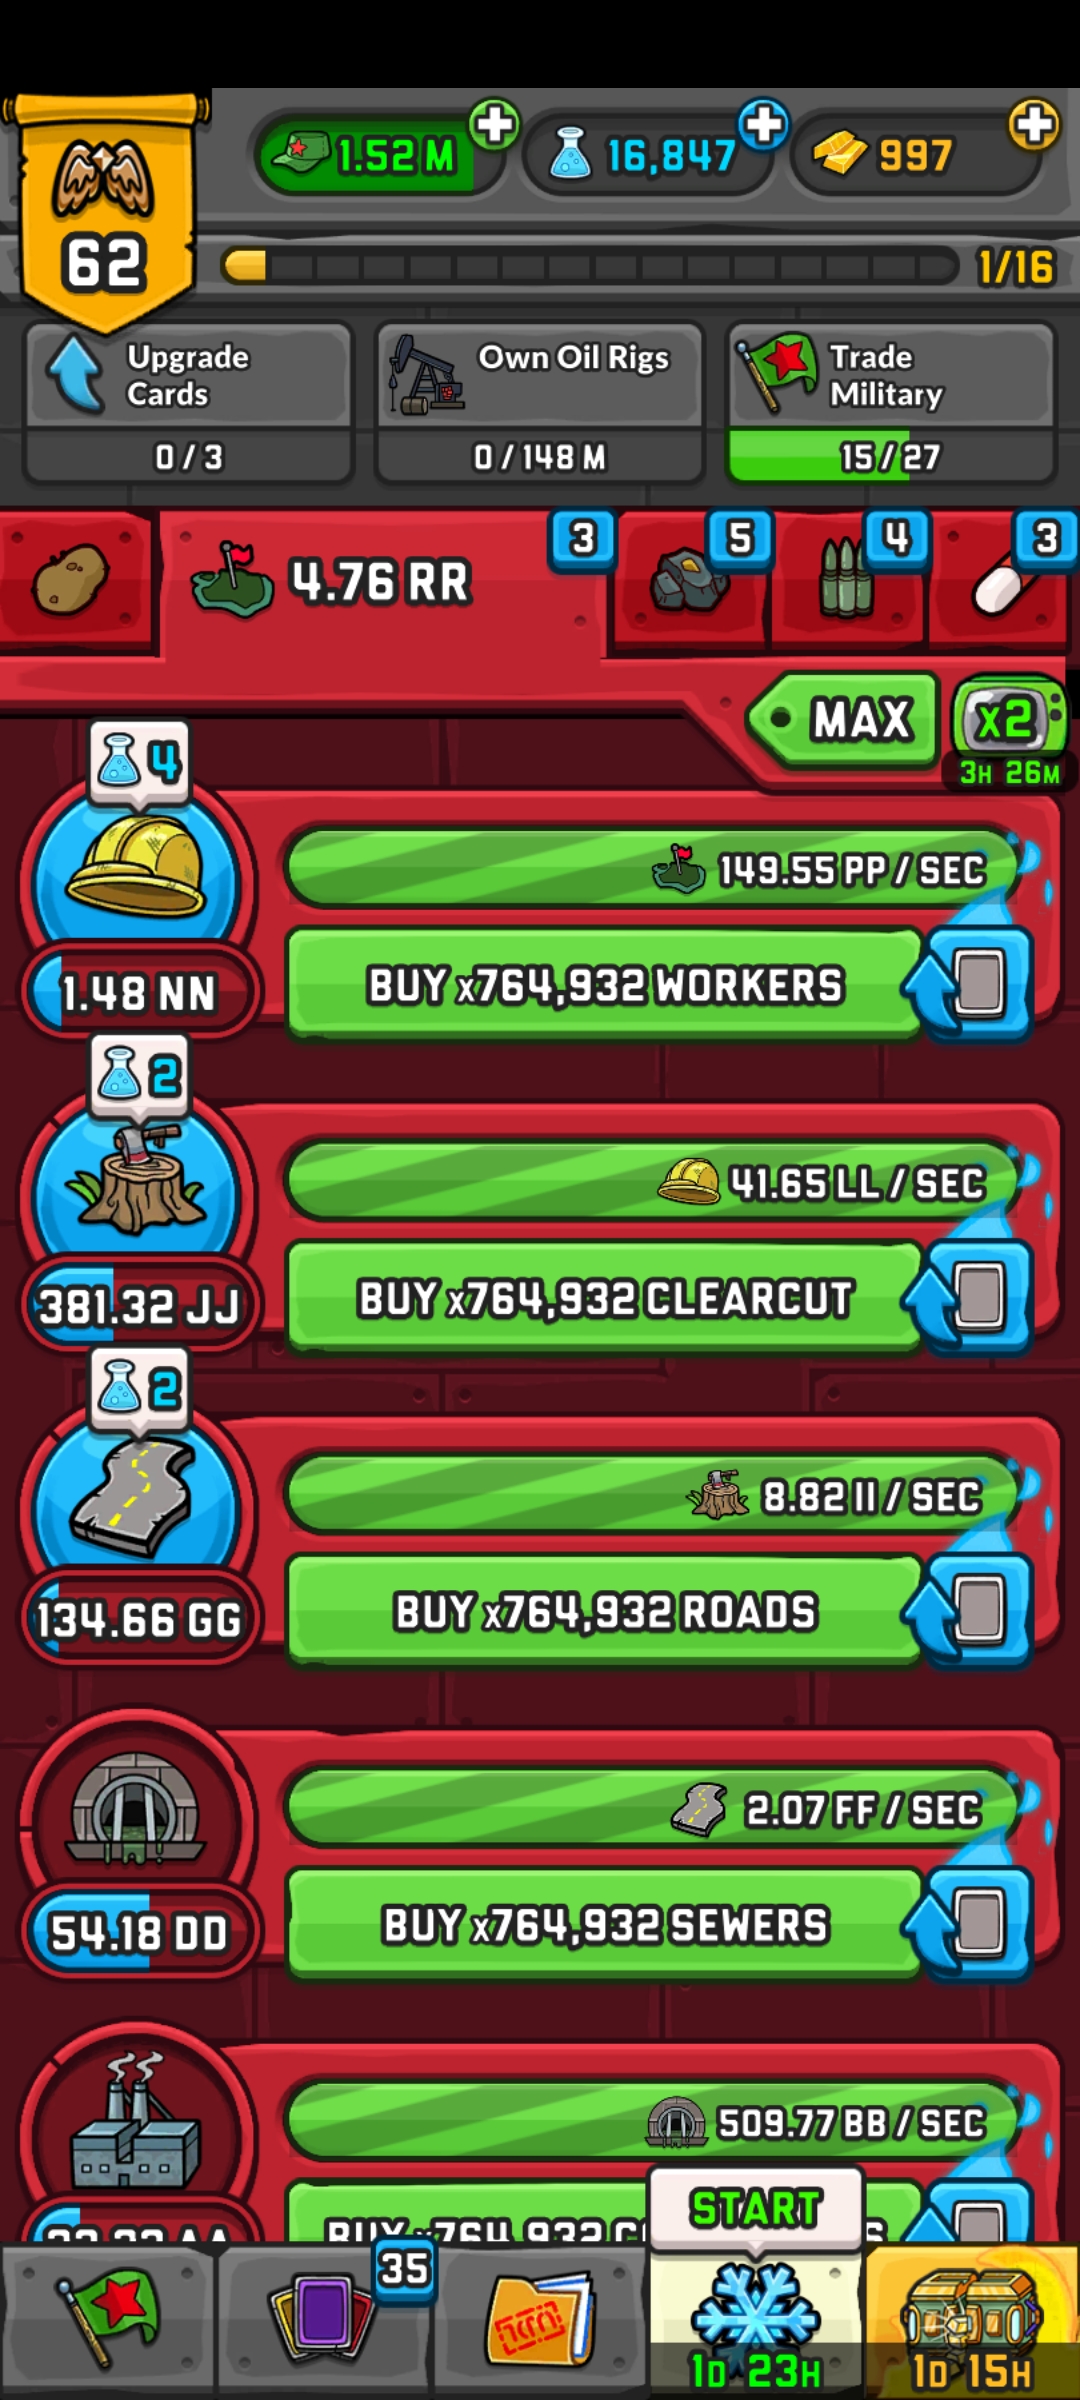 1.52 M
16,847
997
62
1/16
Upgrade
Cards
0 / 3
Own Oil Rigs
0 / 148 M
Trade
Military
15 / 27
4.76 RR
3
5
4
3
MAX
x2
3H 26M
4
149.55 PP / SEC
1.48 NN
BUY x764,932 WORKERS
2
41.65 LL / SEC
381.32 JJ
BUY x764,932 CLEARCUT
2
8.82 II / SEC
134.66 GG
BUY x764,932 ROADS
2.07 FF / SEC
54.18 DD
BUY x764,932 SEWERS
509.77 BB / SEC
BUY x764,932
START
35
1D 23H
1D 15H